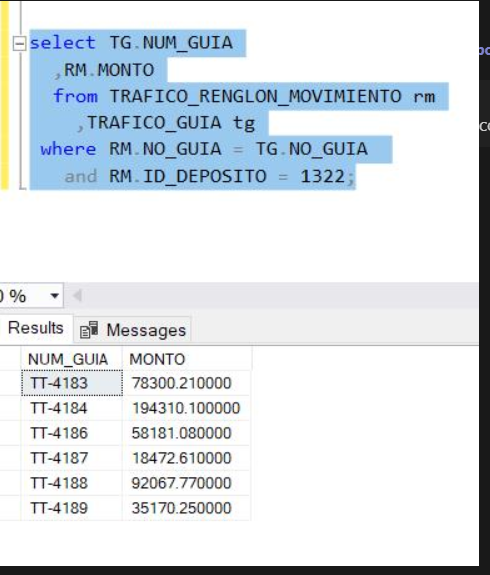 select TG.NUM_GUIA
,RM.MONTO
from TRAFICO_RENGLON_MOVIMIENTO rm
,TRAFICO_GUIA tg
where RM.NO_GUIA = TG.NO_GUIA
and RM.ID_DEPOSITO = 1322;
0 %
Results Messages
NUM_GUIA MONTO
TT-4183 78300.210000
TT-4184 194310.100000
TT-4186 58181.080000
TT-4187 18472.610000
TT-4188 92067.770000
TT-4189 35170.250000